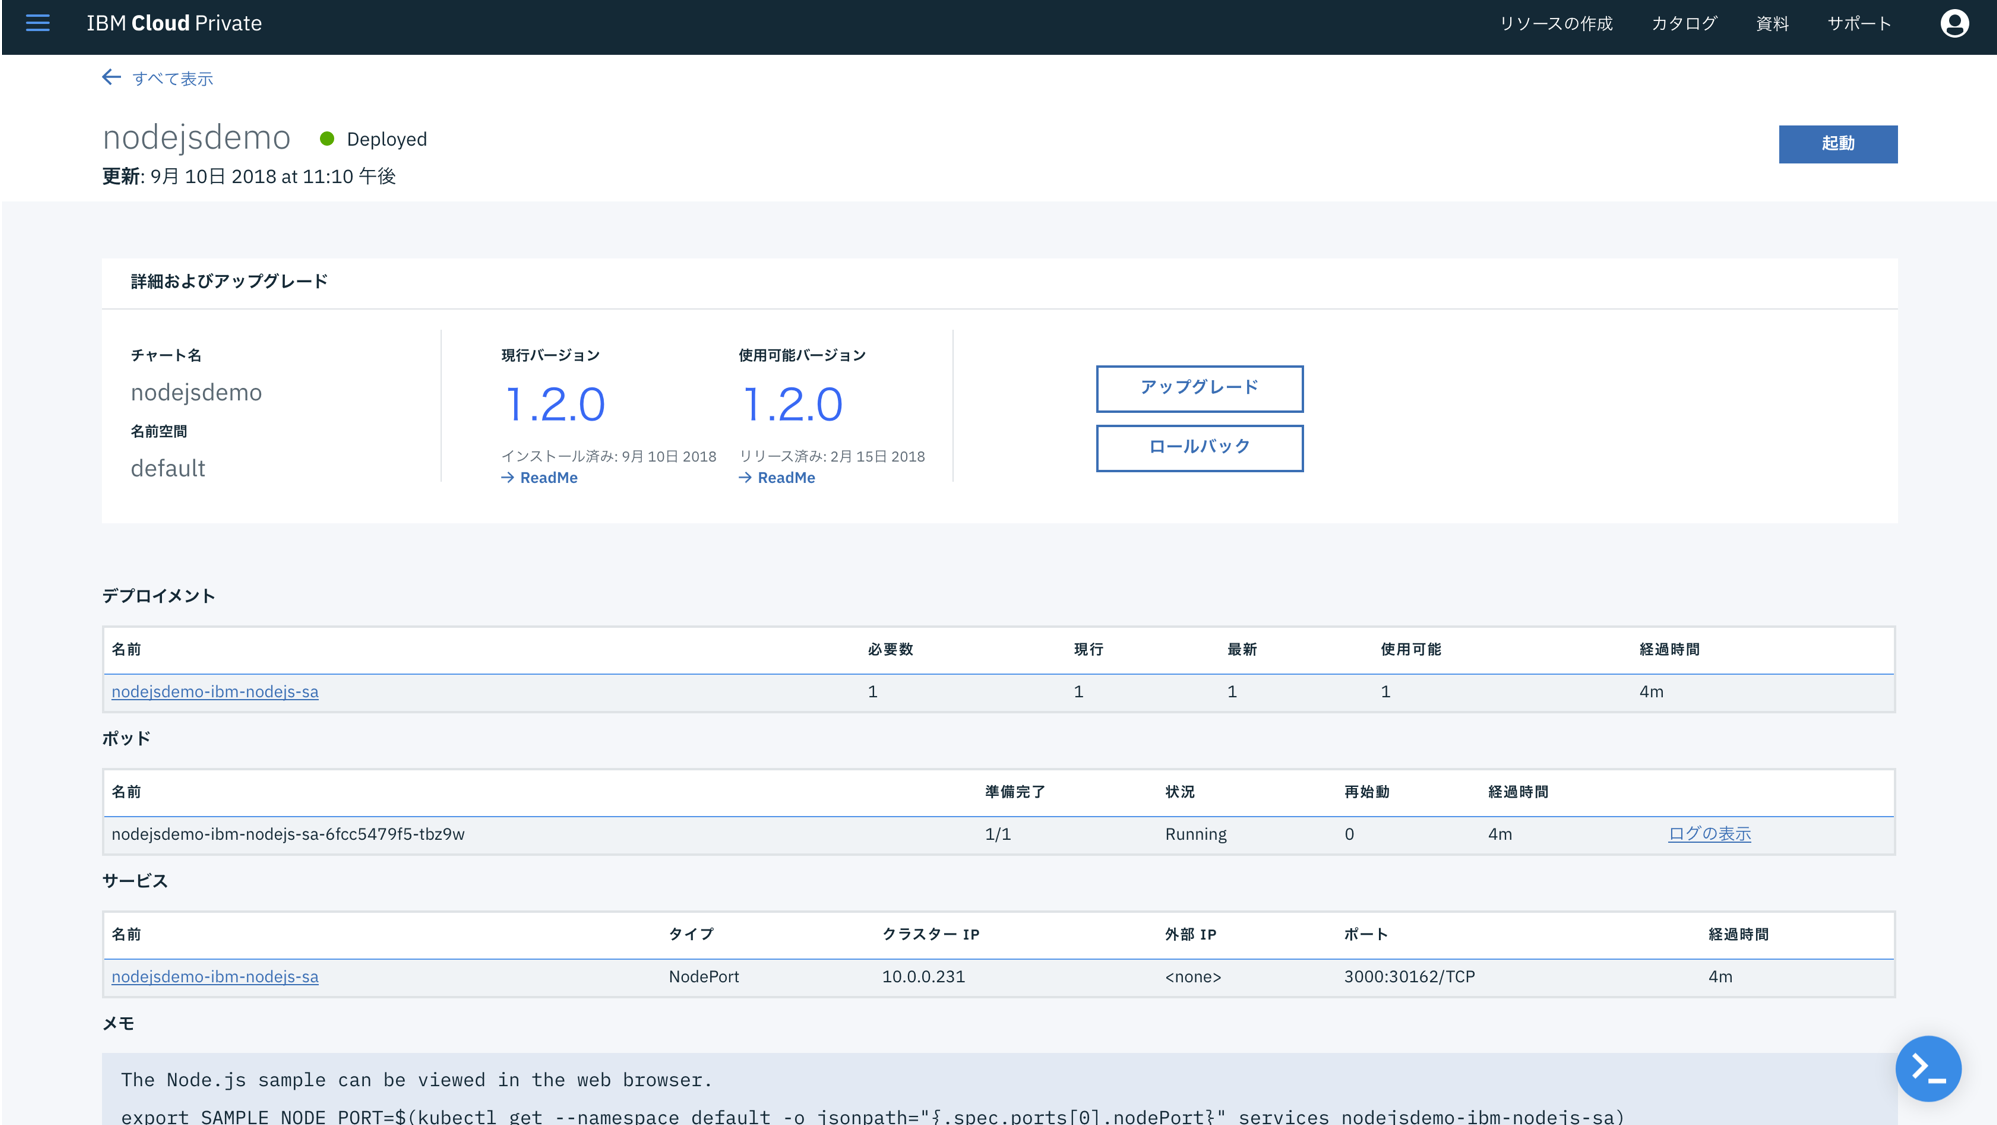 IBM Cloud Private リソースの作成 カタログ 資料 サポート
すべて表示
nodejsdemo Deployed
起動
更新: 9月 10日 2018 at 11:10 午後
詳細およびアップグレード
チャート名
nodejsdemo
名前空間
default
現行バージョン
1.2.0
インストール済み: 9月 10日 2018
ReadMe
使用可能バージョン
1.2.0
リリース済み: 2月 15日 2018
ReadMe
アップグレード
ロールバック
デプロイメント
名前 必要数 現行 最新 使用可能 経過時間
nodejsdemo-ibm-nodejs-sa 1 1 1 1 4m
ポッド
名前 準備完了 状況 再始動 経過時間
nodejsdemo-ibm-nodejs-sa-6fcc5479f5-tbz9w 1/1 Running 0 4m ログの表示
サービス
名前 タイプ クラスター IP 外部 IP ポート 経過時間
nodejsdemo-ibm-nodejs-sa NodePort 10.0.0.231 <none> 3000:30162/TCP 4m
メモ
The Node.js sample can be viewed in the web browser.
export SAMPLE_NODE_PORT=$(kubectl get --namespace default -o jsonpath="{.spec.ports[0].nodePort}" services nodejsdemo-ibm-nodejs-sa)